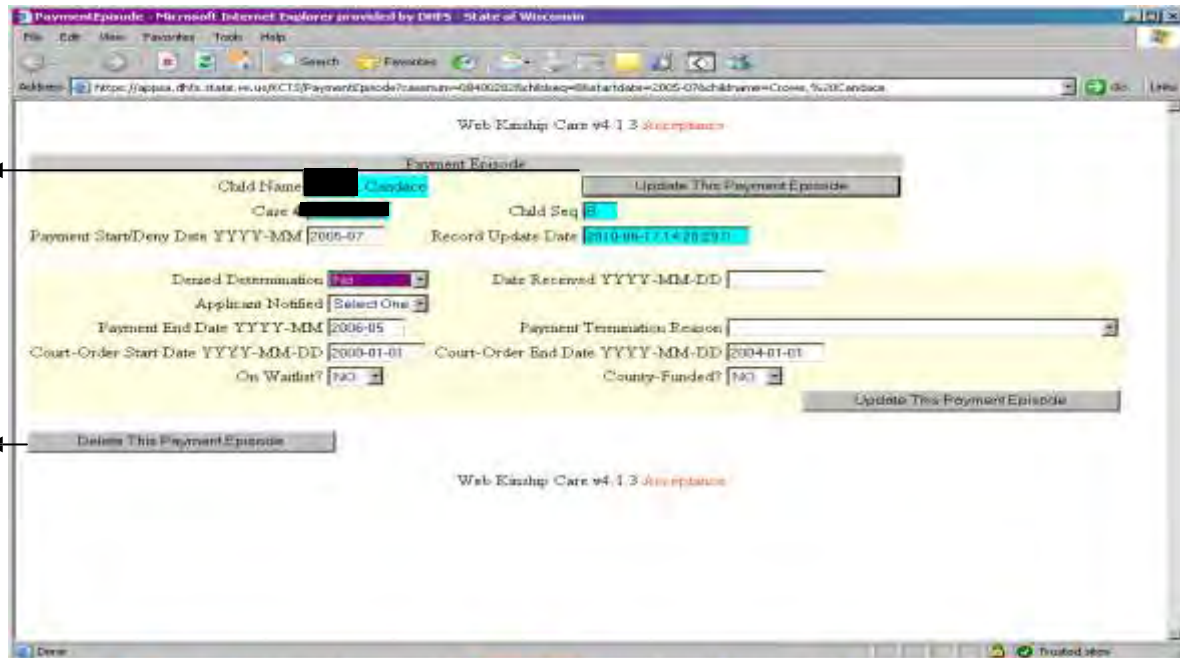 PaymentEpisode - Microsoft Internet Explorer provided by DHFS - State of Wisconsin
File Edit View Favorites Tools Help
Search Favorites
Address Go Links
Web Kinship Care v4.1.3 Acceptance
Payment Episode
Child Name Candace Update This Payment Episode
Case # Child Seq B
Payment Start/Deny Date YYYY-MM Record Update Date
Denied Determination No Date Received YYYY-MM-DD
Applicant Notified Select One
Payment End Date YYYY-MM 2006-05 Payment Termination Reason
Court-Order Start Date YYYY-MM-DD Court-Order End Date YYYY-MM-DD 2004-01-01
On Waitlist? NO County-Funded? NO
Update This Payment Episode
Delete This Payment Episode
Web Kinship Care v4.1.3 Acceptance
Done Trusted sites